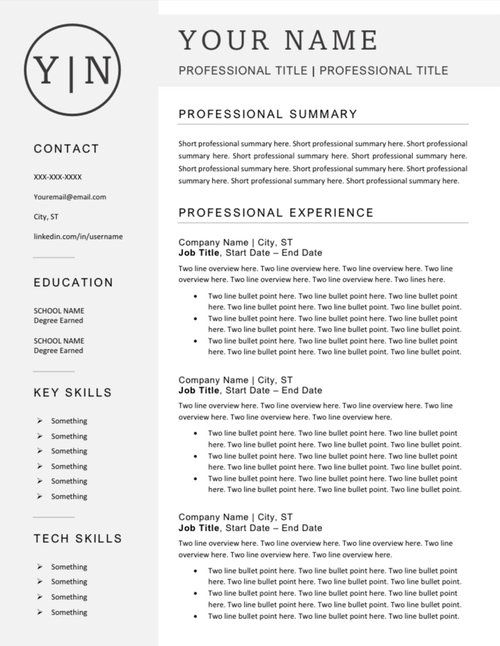 Y|N
YOUR NAME
PROFESSIONAL TITLE | PROFESSIONAL TITLE
CONTACT
XXX-XXX-XXXX
Youremail@email.com
City, ST
linkedin.com/in/username
EDUCATION
SCHOOL NAME
Degree Earned
SCHOOL NAME
Degree Earned
KEY SKILLS
➢ Something
➢ Something
➢ Something
➢ Something
➢ Something
➢ Something
TECH SKILLS
➢ Something
➢ Something
➢ Something
➢ Something
PROFESSIONAL SUMMARY
Short professional summary here. Short professional summary here. Short professional
summary here. Short professional summary here. Short professional summary here.
Short professional summary here. Short professional summary here. Short professional
summary here. Short professional summary here. Short professional summary here.
PROFESSIONAL EXPERIENCE
Company Name | City, ST
Job Title, Start Date – End Date
Two line overview here. Two line overview here. Two line overview here. Two line
overview here. Two line overview here. Two line overview here. Two lines here.
• Two line bullet point here. Two line bullet point here. Two line bullet point
here. Two line bullet point here. Two line bullet point. Two line bullet point.
• Two line bullet point here. Two line bullet point here. Two line bullet point
here. Two line bullet point here. Two line bullet point. Two line bullet point.
• Two line bullet point here. Two line bullet point here. Two line bullet point.
Company Name | City, ST
Job Title, Start Date – End Date
Two line overview here. Two line overview here. Two line overview here. Two line
overview here. Two line overview here. Two line overview here.
• Two line bullet point here. Two line bullet point here. Two line bullet point
here. Two line bullet point here. Two line bullet point. Two line bullet point.
• Two line bullet point here. Two line bullet point here. Two line bullet point
here. Two line bullet point here. Two line bullet point. Two line bullet point.
• Two line bullet point here. Two line bullet point here. Two line bullet point.
Company Name | City, ST
Job Title, Start Date – End Date
Two line overview here. Two line overview here. Two line overview here. Two line
overview here. Two line overview here. Two line overview here.
• Two line bullet point here. Two line bullet point here. Two line bullet point
here. Two line bullet point here. Two line bullet point. Two line bullet point.
• Two line bullet point here. Two line bullet point here. Two line bullet point
here. Two line bullet point here. Two line bullet point. Two line bullet point.
• Two line bullet point here. Two line bullet point here. Two line bullet point.